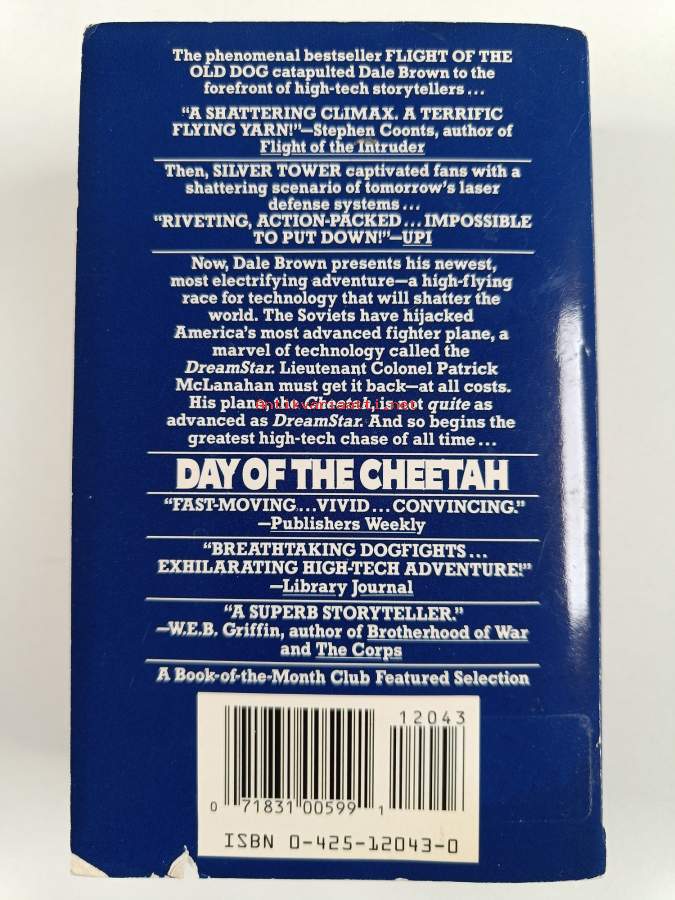 The phenomenal bestseller FLIGHT OF THE
OLD DOG catapulted Dale Brown to the
forefront of high-tech storytellers...
“A SHATTERING CLIMAX. A TERRIFIC
FLYING YARN!”—Stephen Coonts, author of
Flight of the Intruder
Then, SILVER TOWER captivated fans with a
shattering scenario of tomorrow’s laser
defense systems...
“RIVETING, ACTION-PACKED...IMPOSSIBLE
TO PUT DOWN!”—UPI
Now, Dale Brown presents his newest,
most electrifying adventure—a high-flying
race for technology that will shatter the
world. The Soviets have hijacked
America’s most advanced fighter plane, a
marvel of technology called the
DreamStar. Lieutenant Colonel Patrick
McLanahan must get it back—at all costs.
His plane, the Cheetah, is not quite as
antikvariaatti.net
advanced as DreamStar. And so begins the
greatest high-tech chase of all time...
DAY OF THE CHEETAH
“FAST-MOVING...VIVID...CONVINCING.”
—Publishers Weekly
“BREATHTAKING DOGFIGHTS...
EXHILARATING HIGH-TECH ADVENTURE!”
—Library Journal
“A SUPERB STORYTELLER.”
—W.E.B. Griffin, author of Brotherhood of War
and The Corps
A Book-of-the-Month Club Featured Selection
12043
0 71831 00599 1
ISBN 0-425-12043-0